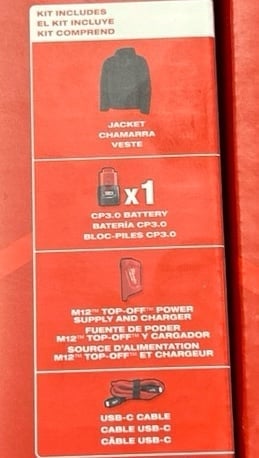 KIT INCLUDES
EL KIT INCLUYE
KIT COMPREND
JACKET
CHAMARRA
VESTE
x1
CP3.0 BATTERY
BATERÍA CP3.0
BLOC-PILES CP3.0
M12™ TOP-OFF™ POWER
SUPPLY AND CHARGER
FUENTE DE PODER
M12™ TOP-OFF™ Y CARGADOR
SOURCE D'ALIMENTATION
M12™ TOP-OFF™ ET CHARGEUR
USB-C CABLE
CABLE USB-C
CÂBLE USB-C